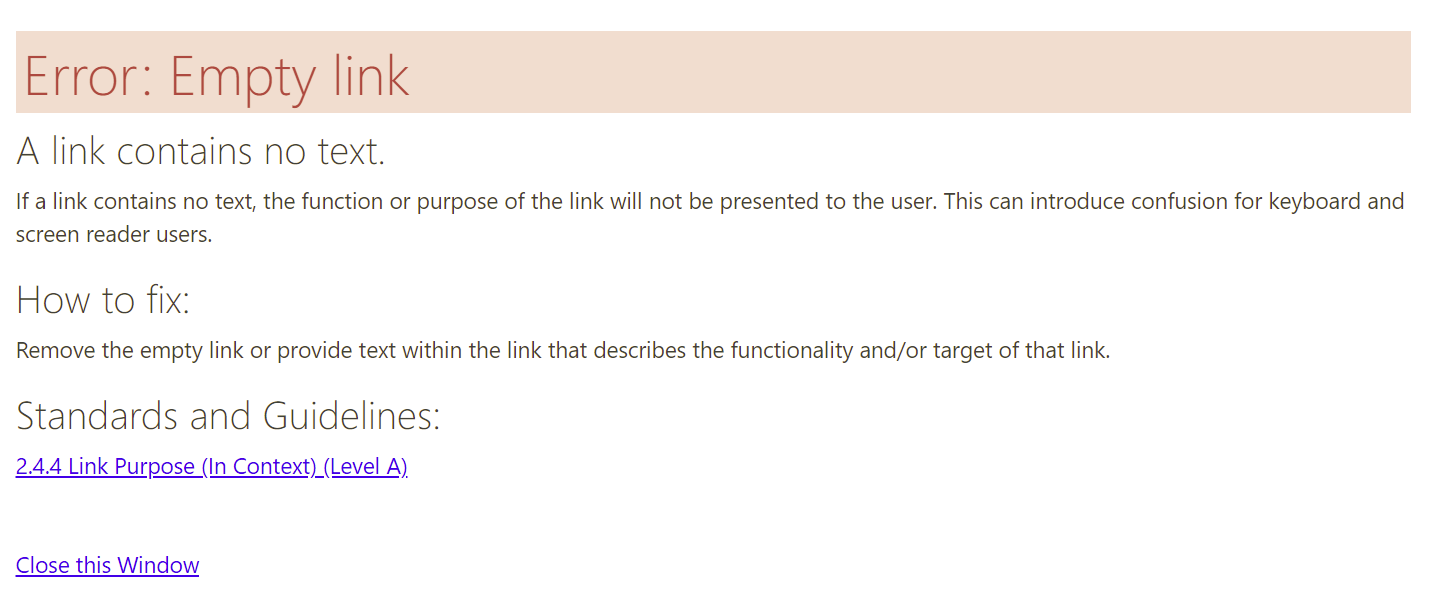 Error: Empty link
A link contains no text.
If a link contains no text, the function or purpose of the link will not be presented to the user. This can introduce confusion for keyboard and
screen reader users.
How to fix:
Remove the empty link or provide text within the link that describes the functionality and/or target of that link.
Standards and Guidelines:
2.4.4 Link Purpose (In Context) (Level A)
Close this Window